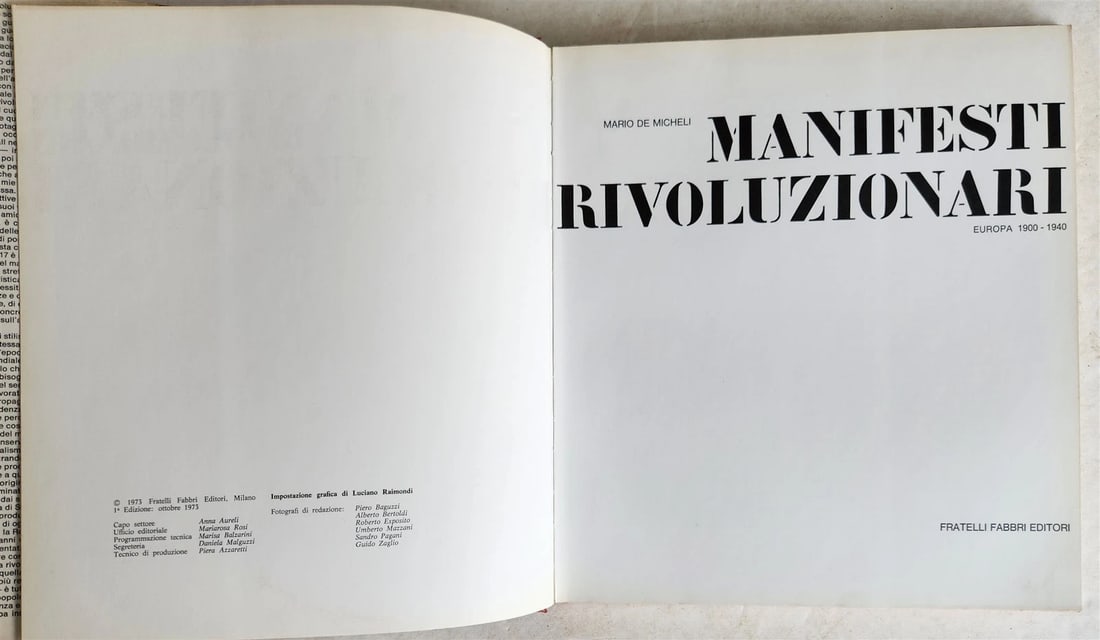 © 1973 Fratelli Fabbri Editori, Milano
1ª Edizione: ottobre 1973
Capo settore Anna Aureli
Ufficio editoriale Mariarosa Rosi
Programmazione tecnica Marisa Balzarini
Segreteria Daniela Malguzzi
Tecnico di produzione Piera Azzaretti
Impostazione grafica di Luciano Raimondi
Fotografi di redazione: Piero Baguzzi
Alberto Bertoldi
Roberto Esposito
Umberto Mazzani
Sandro Pagani
Guido Zaglio
MARIO DE MICHELI
MANIFESTI
RIVOLUZIONARI
EUROPA 1900 - 1940
FRATELLI FABBRI EDITORI